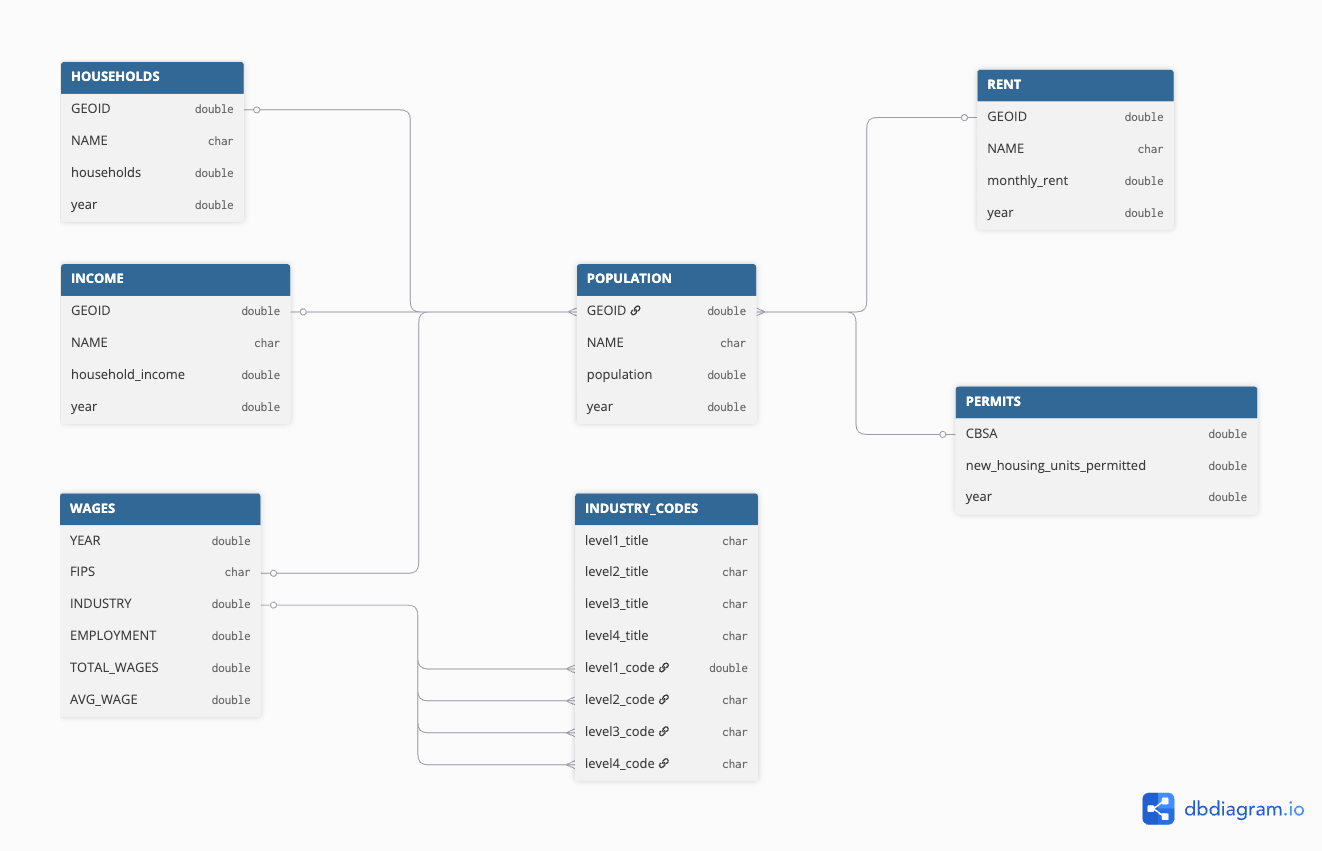 HOUSEHOLDS
GEOID double
NAME char
households double
year double
INCOME
GEOID double
NAME char
household_income double
year double
WAGES
YEAR double
FIPS char
INDUSTRY double
EMPLOYMENT double
TOTAL_WAGES double
AVG_WAGE double
POPULATION
GEOID double
NAME char
population double
year double
INDUSTRY_CODES
level1_title char
level2_title char
level3_title char
level4_title char
level1_code double
level2_code char
level3_code char
level4_code char
RENT
GEOID double
NAME char
monthly_rent double
year double
PERMITS
CBSA double
new_housing_units_permitted double
year double
dbdiagram.io